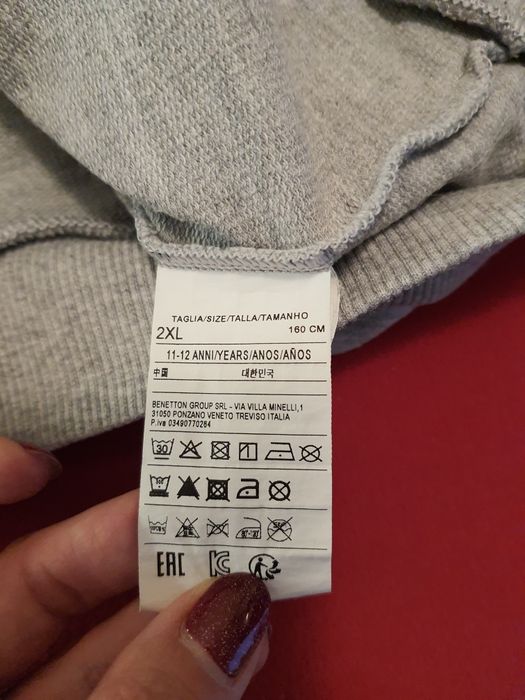 TAGLIA/SIZE/TALLA/TAMANHO
2XL 160 CM
11-12 ANNI/YEARS/ANOS/AÑOS
中国 대한민국
BENETTON GROUP SRL - VIA VILLA MINELLI,1
31050 PONZANO VENETO TREVISO ITALIA
P.iva 03490770264
30
EAC